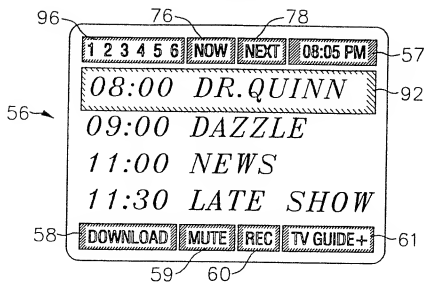 96 76 78
1 2 3 4 5 6 NOW NEXT 08:05 PM 57
08:00 DR.QUINN 92
56 09:00 DAZZLE
11:00 NEWS
11:30 LATE SHOW
58 DOWNLOAD MUTE REC TV GUIDE+ 61
59 60